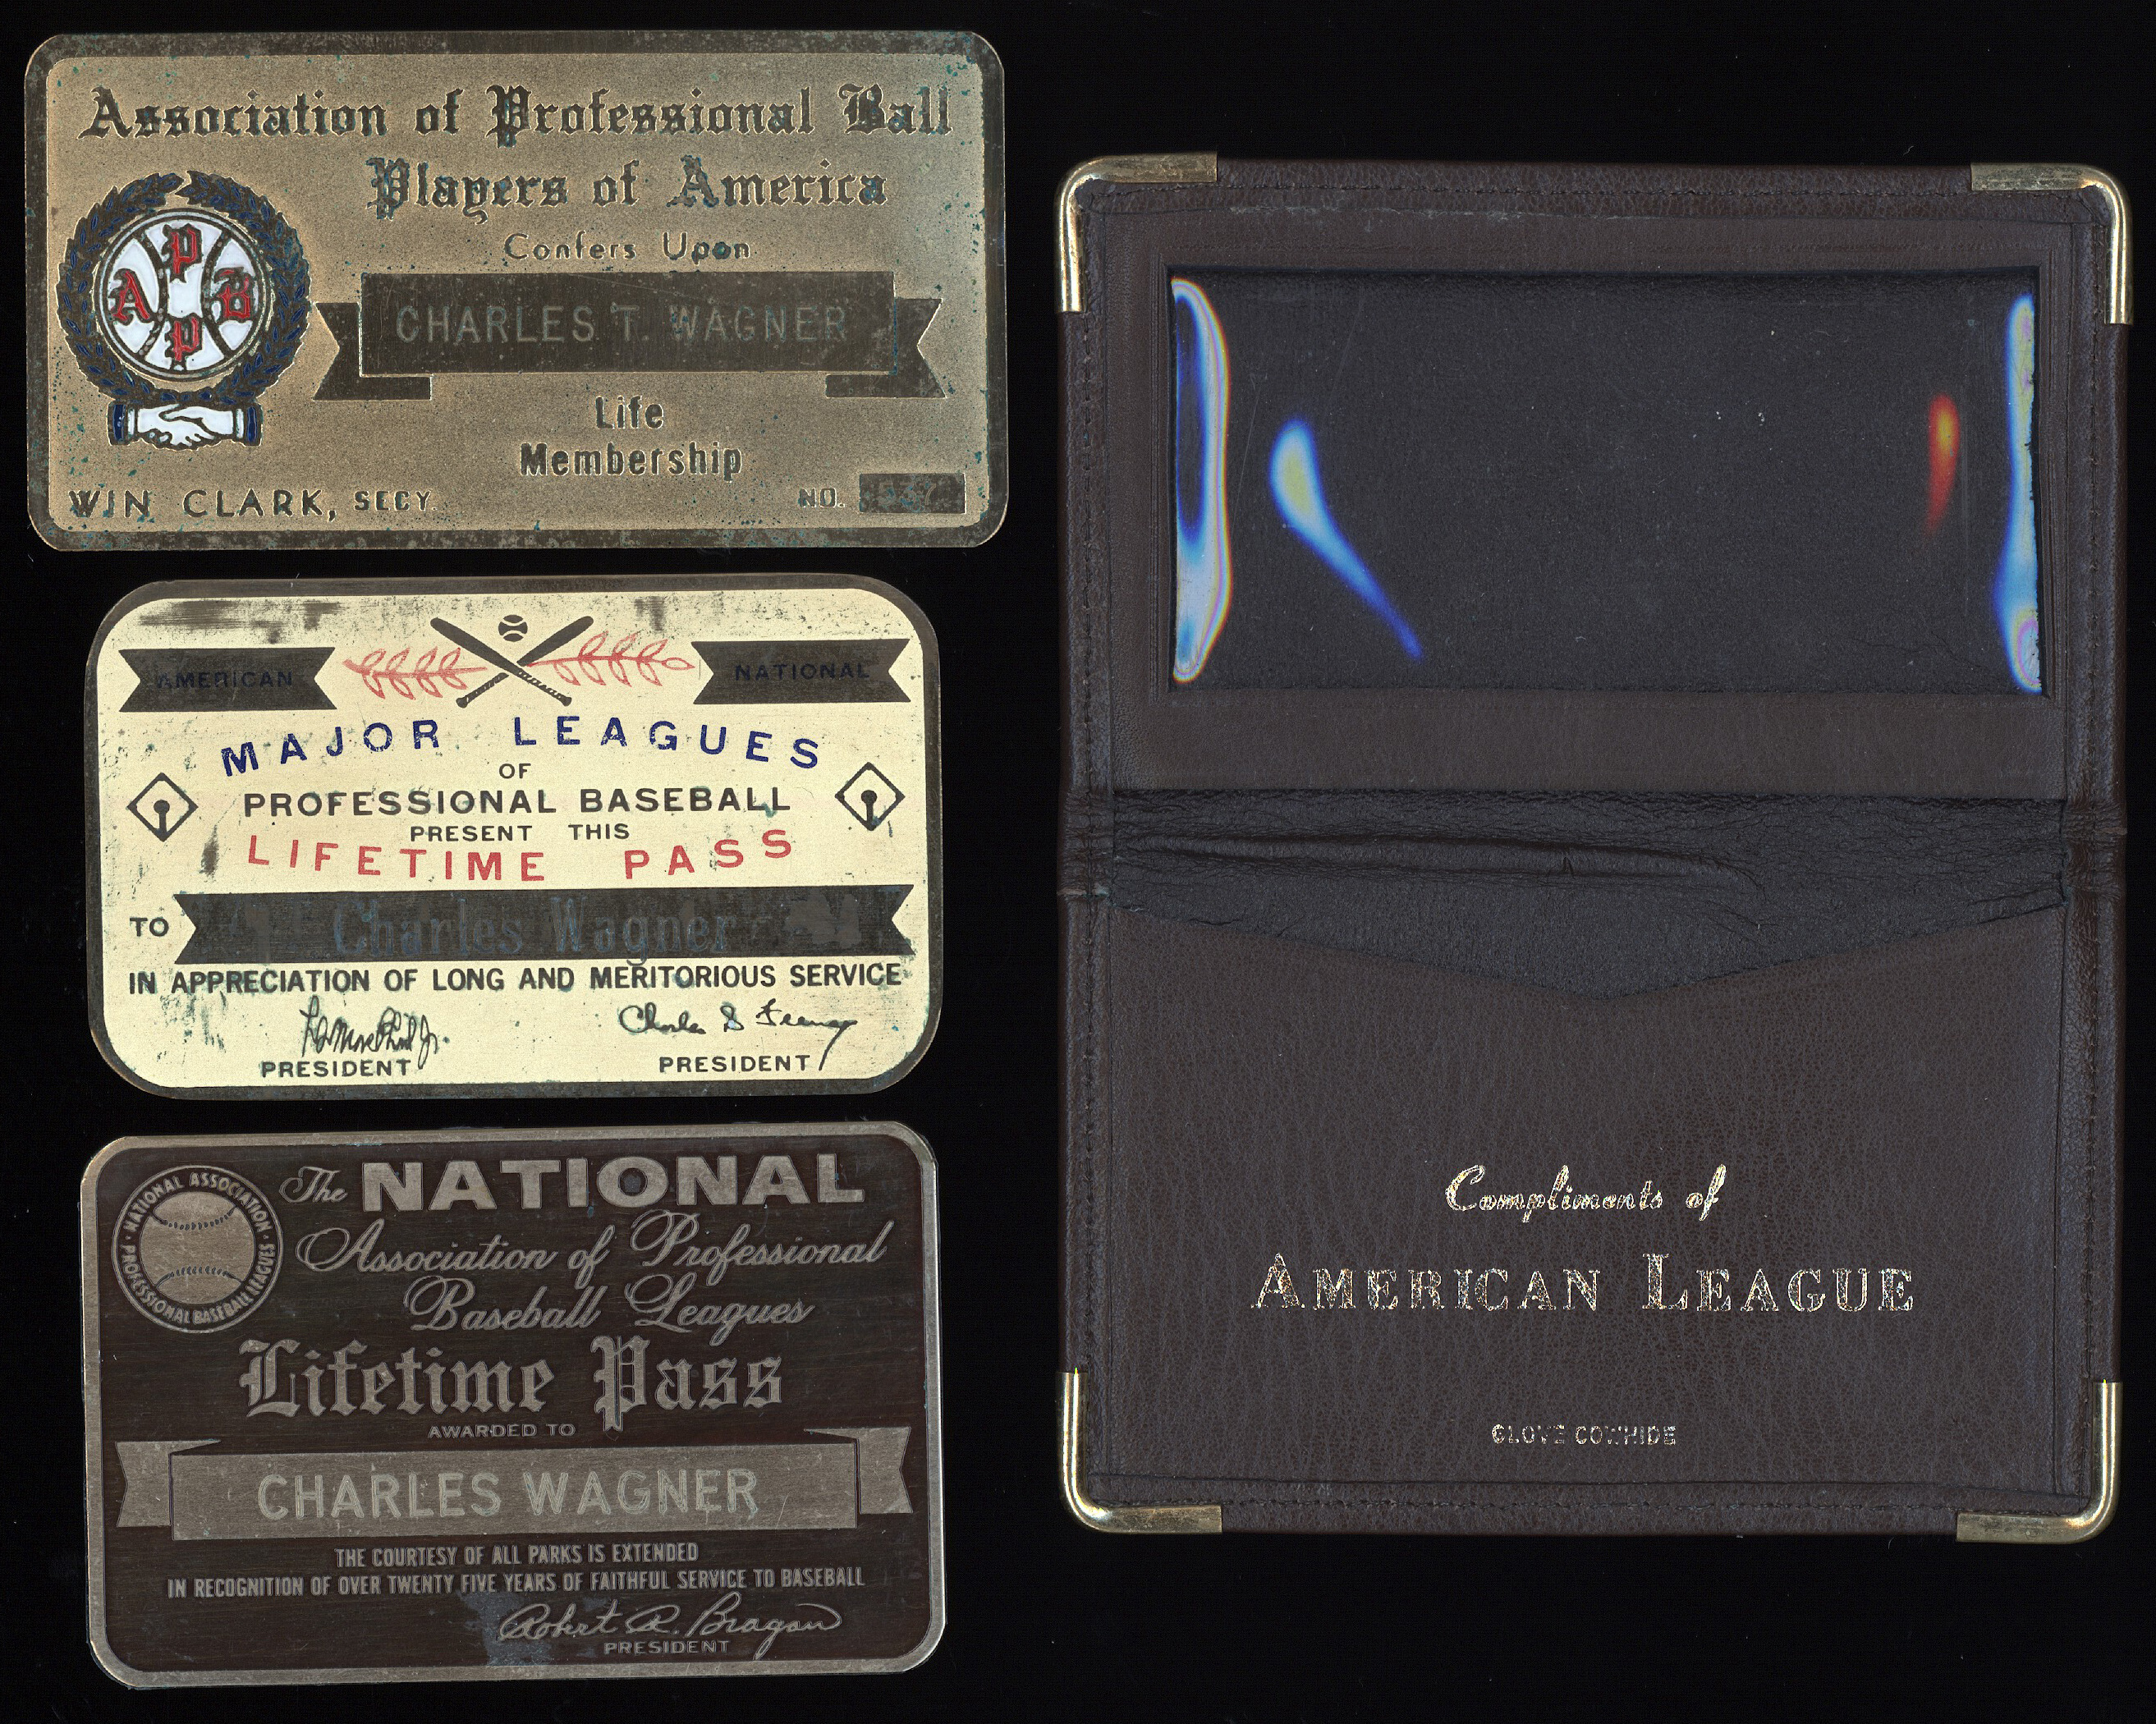 Association of Professional Ball
Players of America
Confers Upon
P
A B
P
CHARLES T. WAGNER
Life
Membership
WIN CLARK, SECY.
NO. 537
AMERICAN
NATIONAL
MAJOR LEAGUES
OF
PROFESSIONAL BASEBALL
PRESENT THIS
LIFETIME PASS
TO Charles Wagner
IN APPRECIATION OF LONG AND MERITORIOUS SERVICE
Charles S Feeney
PRESIDENT
PRESIDENT
NATIONAL ASSOCIATION
PROFESSIONAL BASEBALL LEAGUES
The NATIONAL
Association of Professional
Baseball Leagues
Lifetime Pass
AWARDED TO
CHARLES WAGNER
THE COURTESY OF ALL PARKS IS EXTENDED
IN RECOGNITION OF OVER TWENTY FIVE YEARS OF FAITHFUL SERVICE TO BASEBALL
Robert R. Bragan
PRESIDENT
Compliments of
AMERICAN LEAGUE
GLOVE COWHIDE